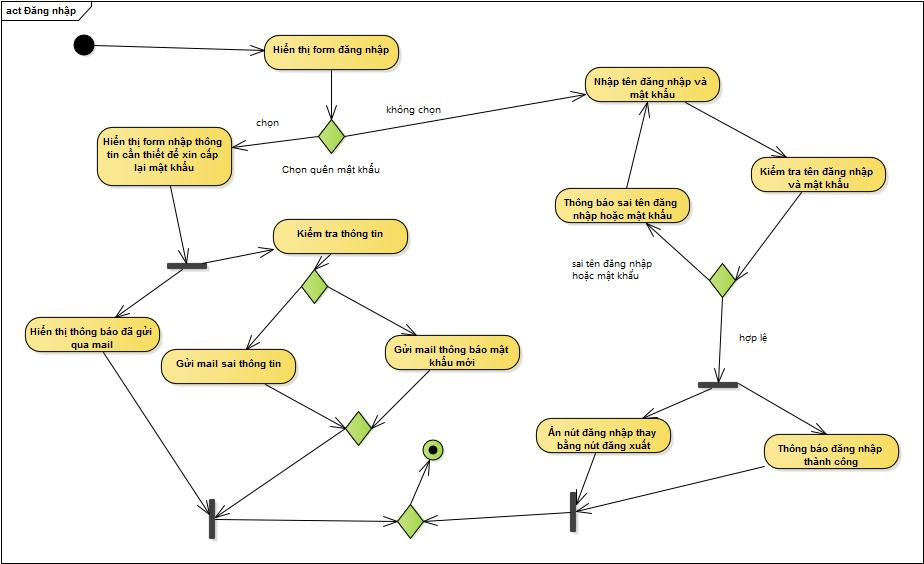 act Đăng nhập
Hiển thị form đăng nhập
Nhập tên đăng nhập và
mật khẩu
không chọn
chọn
Hiển thị form nhập thông
tin cần thiết để xin cấp
lại mật khẩu
Chọn quên mật khẩu
Kiểm tra tên đăng nhập
và mật khẩu
Thông báo sai tên đăng
nhập hoặc mật khẩu
Kiểm tra thông tin
sai tên đăng nhập
hoặc mật khẩu
Hiển thị thông báo đã gửi
qua mail
Gửi mail sai thông tin
Gửi mail thông báo mật
khẩu mới
hợp lệ
Ẩn nút đăng nhập thay
bằng nút đăng xuất
Thông báo đăng nhập
thành công